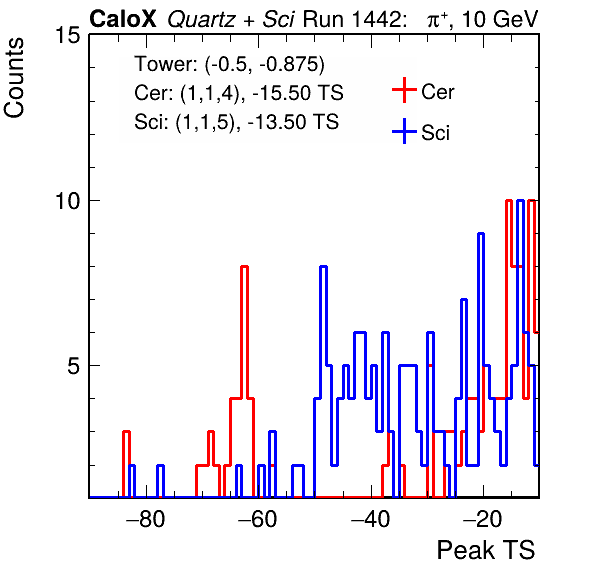 CaloX Quartz + Sci Run 1442: π⁺, 10 GeV
Counts
15
Tower: (-0.5, -0.875)
Cer: (1,1,4), -15.50 TS
Sci: (1,1,5), -13.50 TS
Cer
Sci
10
5
−80 −60 −40 −20
Peak TS